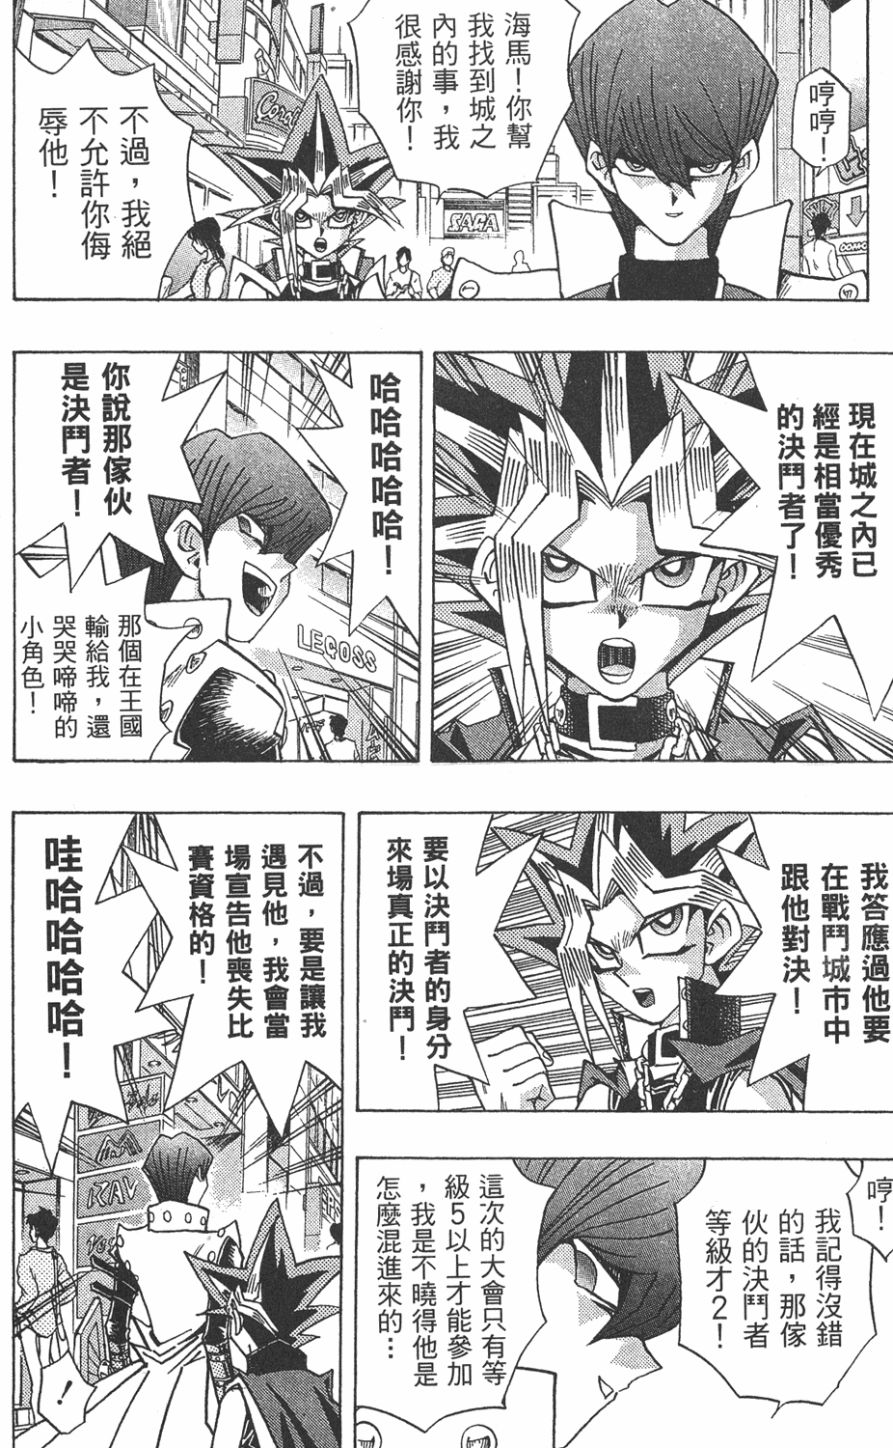 哼哼！
海馬！你幫
我找到城之
內的事，我
很感謝你！
不過，我絕
不允許你侮
辱他！
SAGA
現在城之內已
經是相當優秀
的決鬥者了！
哈哈哈哈哈哈！
你說那傢伙
是決鬥者！
那個在王國
輸給我，還
哭哭啼啼的
小角色！
LEGOSS
我答應過他要
在戰鬥城市中
跟他對決！
要以決鬥者的身分
來場真正的決鬥！
哼！
我記得沒錯
的話，那傢
伙的決鬥者
等級才2！
這次的大會只有等
級5以上才能參加
，我是不曉得他是
怎麼混進來的…
不過，要是讓我
遇見他，我會當
場宣告他喪失比
賽資格的！
哇哈哈哈哈！
RAV
！